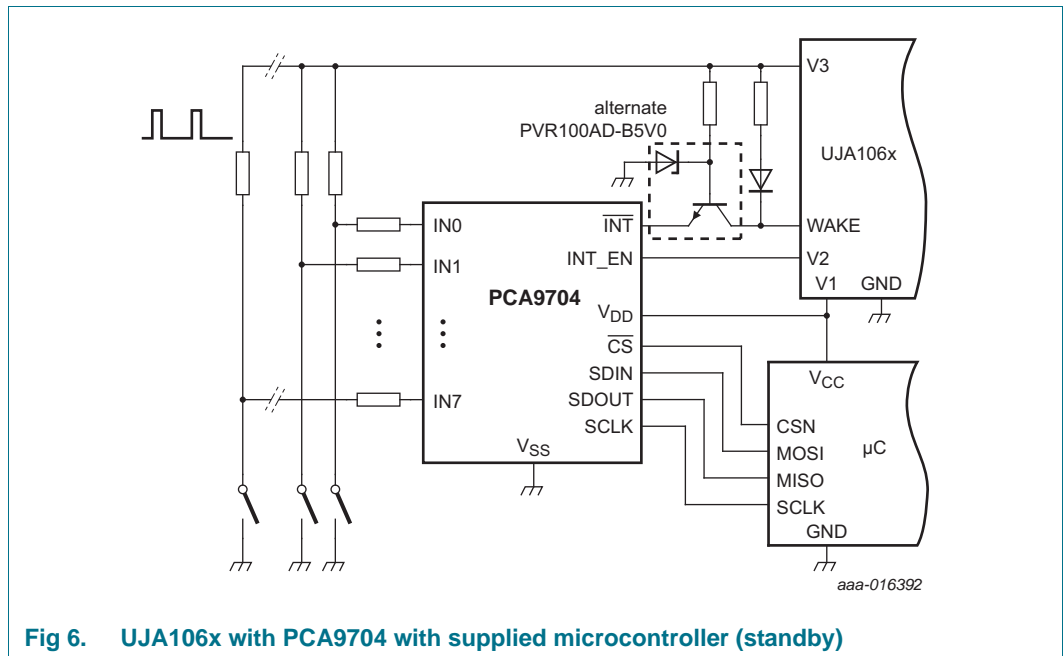 V3
alternate
PVR100AD-B5V0
UJA106x
IN0
INT
WAKE
INT_EN
V2
IN1
V1
GND
PCA9704
VDD
CS
VCC
SDIN
SDOUT
IN7
CSN
SCLK
MOSI
µC
VSS
MISO
SCLK
GND
aaa-016392
Fig 6. UJA106x with PCA9704 with supplied microcontroller (standby)